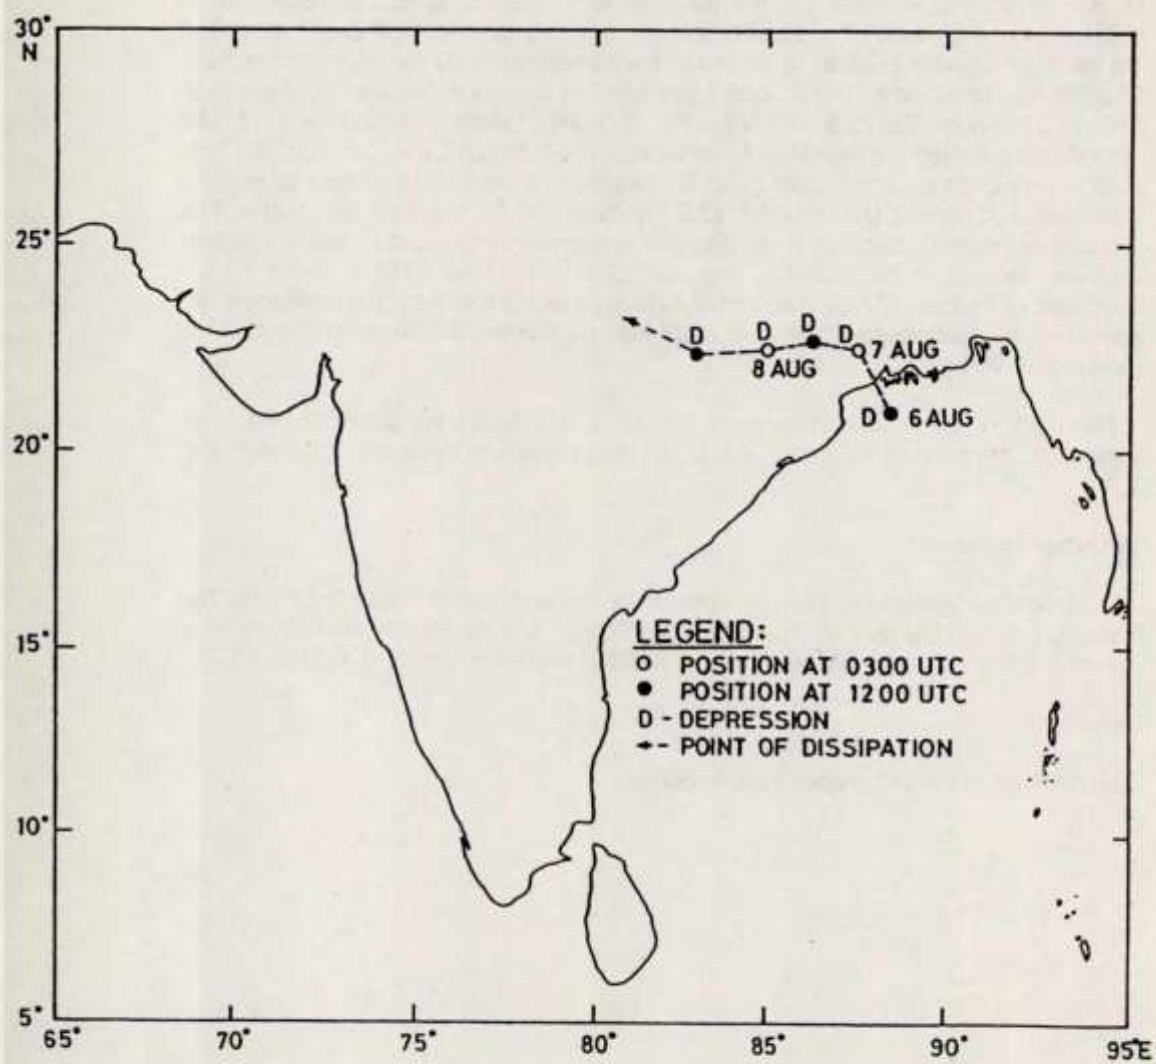 30°
N
25°
20°
15°
10°
5°
D
D
D
D
7 AUG
8 AUG
D
6 AUG
LEGEND:
○ POSITION AT 0300 UTC
● POSITION AT 1200 UTC
D - DEPRESSION
◄-- POINT OF DISSIPATION
65°
70°
75°
80°
85°
90°
95°E